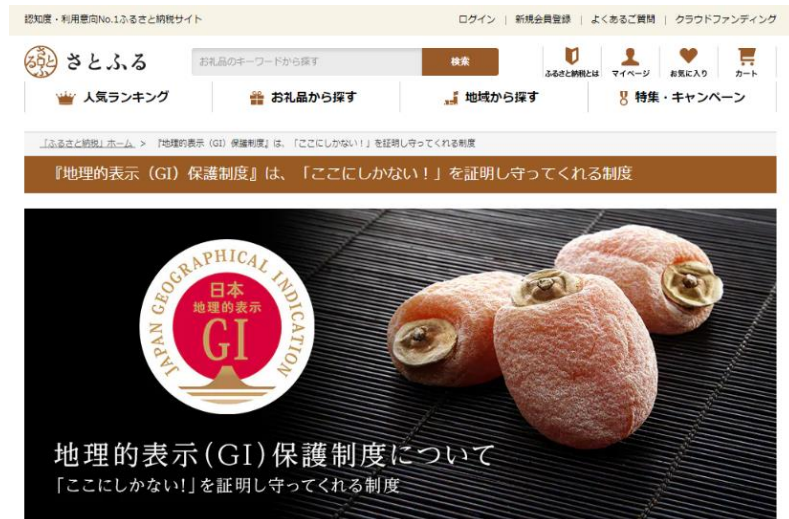 認知度・利用意向No.1ふるさと納税サイト
ログイン | 新規会員登録 | よくあるご質問 | クラウドファンディング
さとふる
お礼品のキーワードから探す
検索
ふるさと納税とは
マイページ
お気に入り
カート
人気ランキング
お礼品から探す
地域から探す
特集・キャンペーン
「ふるさと納税」ホーム > 『地理的表示(GI)保護制度』は、「ここにしかない!」を証明し守ってくれる制度
『地理的表示(GI)保護制度』は、「ここにしかない!」を証明し守ってくれる制度
JAPAN GEOGRAPHICAL INDICATION
日本
地理的表示
GI
地理的表示(GI)保護制度について
「ここにしかない!」を証明し守ってくれる制度